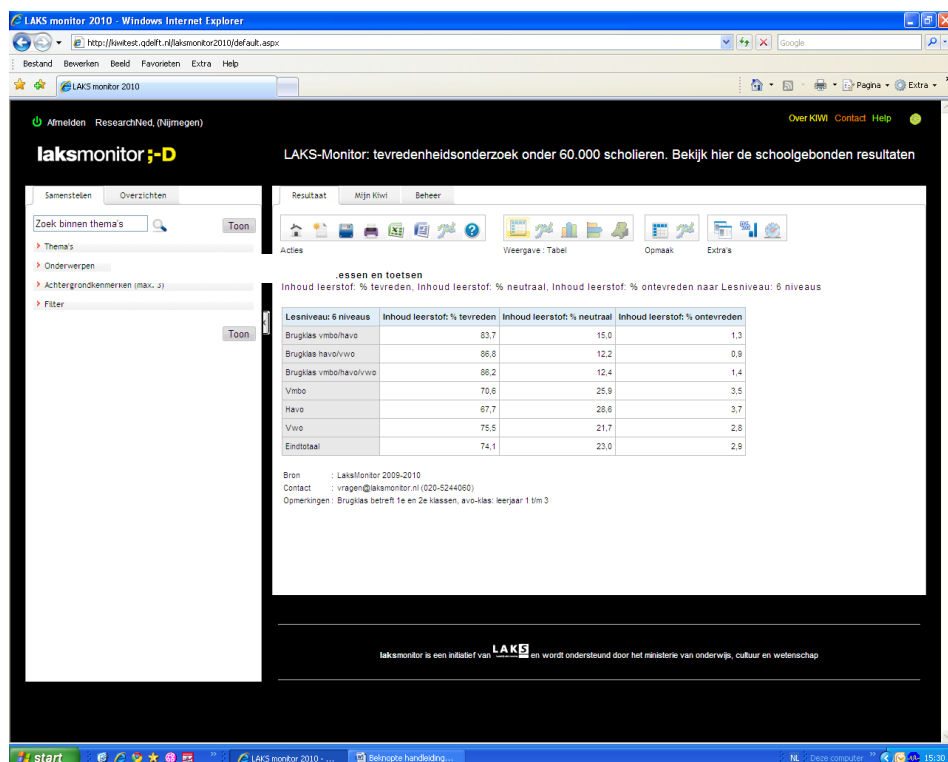 LAKS monitor 2010 - Windows Internet Explorer
http://kiwitest.qdelft.nl/laksmonitor2010/default.aspx
Google
Bestand Bewerken Beeld Favorieten Extra Help
LAKS monitor 2010
Pagina Extra
Afmelden ResearchNed, (Nijmegen)
Over KIWI Contact Help
laksmonitor ;-D
LAKS-Monitor: tevredenheidsonderzoek onder 60.000 scholieren. Bekijk hier de schoolgebonden resultaten
Samenstellen Overzichten
Resultaat Mijn Kiwi Beheer
Zoek binnen thema's Toon
Thema's
Onderwerpen
Achtergrondkenmerken (max. 3)
Filter
Toon
Acties Weergave : Tabel Opmaak Extra's
essen en toetsen
Inhoud leerstof: % tevreden, Inhoud leerstof: % neutraal, Inhoud leerstof: % ontevreden naar Lesniveau: 6 niveaus
Lesniveau: 6 niveaus Inhoud leerstof: % tevreden Inhoud leerstof: % neutraal Inhoud leerstof: % ontevreden
Brugklas vmbo/havo 83,7 15,0 1,3
Brugklas havo/vwo 86,8 12,2 0,9
Brugklas vmbo/havo/vwo 86,2 12,4 1,4
Vmbo 70,6 25,9 3,5
Havo 67,7 28,6 3,7
Vwo 75,5 21,7 2,8
Eindtotaal 74,1 23,0 2,9
Bron : LaksMonitor 2009-2010
Contact : vragen@laksmonitor.nl (020-5244060)
Opmerkingen : Brugklas betreft 1e en 2e klassen, avo-klas: leerjaar 1 t/m 3
laksmonitor is een initiatief van LAKS en wordt ondersteund door het ministerie van onderwijs, cultuur en wetenschap
start
LAKS monitor 2010 - ...
Beknopte handleiding...
NL Deze computer 15:30